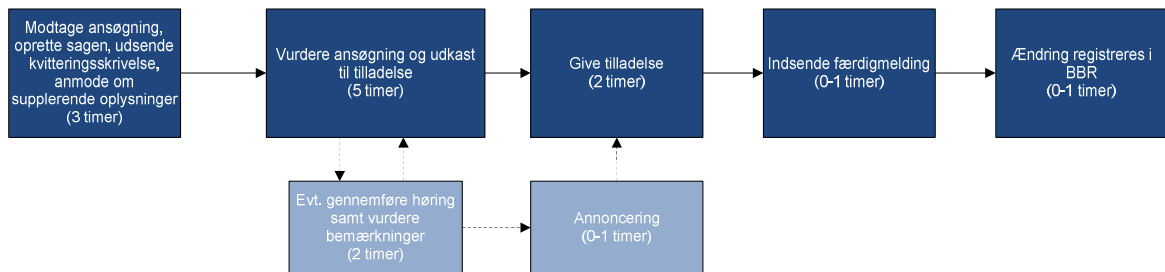 Modtage ansøgning,
oprette sagen, udsende
kvitteringsskrivelse,
anmode om
supplerende oplysninger
(3 timer)
Vurdere ansøgning og udkast
til tilladelse
(5 timer)
Give tilladelse
(2 timer)
Indsende færdigmelding
(0-1 timer)
Ændring registreres i
BBR
(0-1 timer)
Evt. gennemføre høring
samt vurdere
bemærkninger
(2 timer)
Annoncering
(0-1 timer)